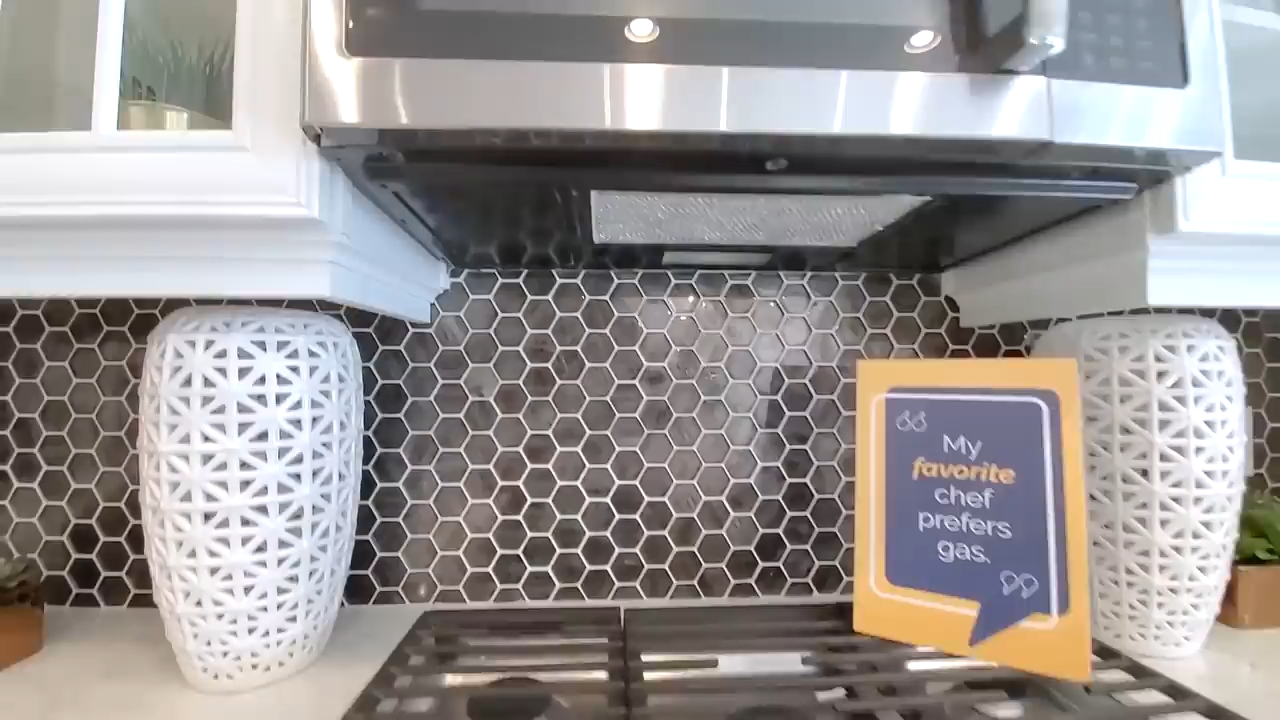 “
My
favorite
chef
prefers
gas.
”